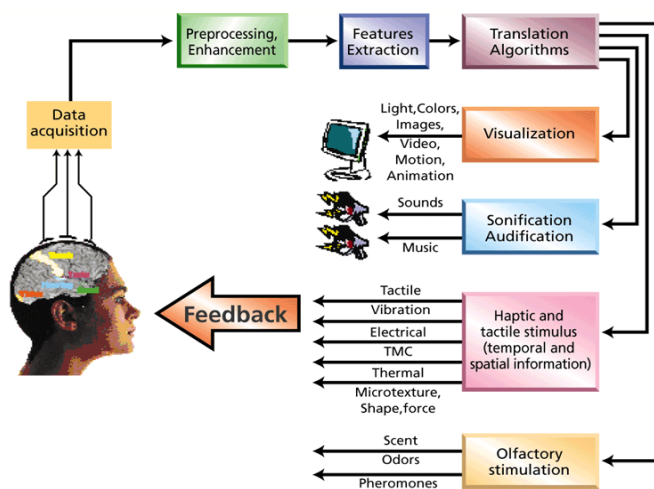 Preprocessing,
Enhancement
Features
Extraction
Translation
Algorithms
Data
acquisition
Light,Colors,
Images,
Video,
Motion,
Animation
Visualization
Sounds
Music
Sonification
Audification
Feedback
Tactile
Vibration
Electrical
TMC
Thermal
Microtexture,
Shape,force
Haptic and
tactile stimulus
(temporal and
spatial information)
Scent
Odors
Pheromones
Olfactory
stimulation